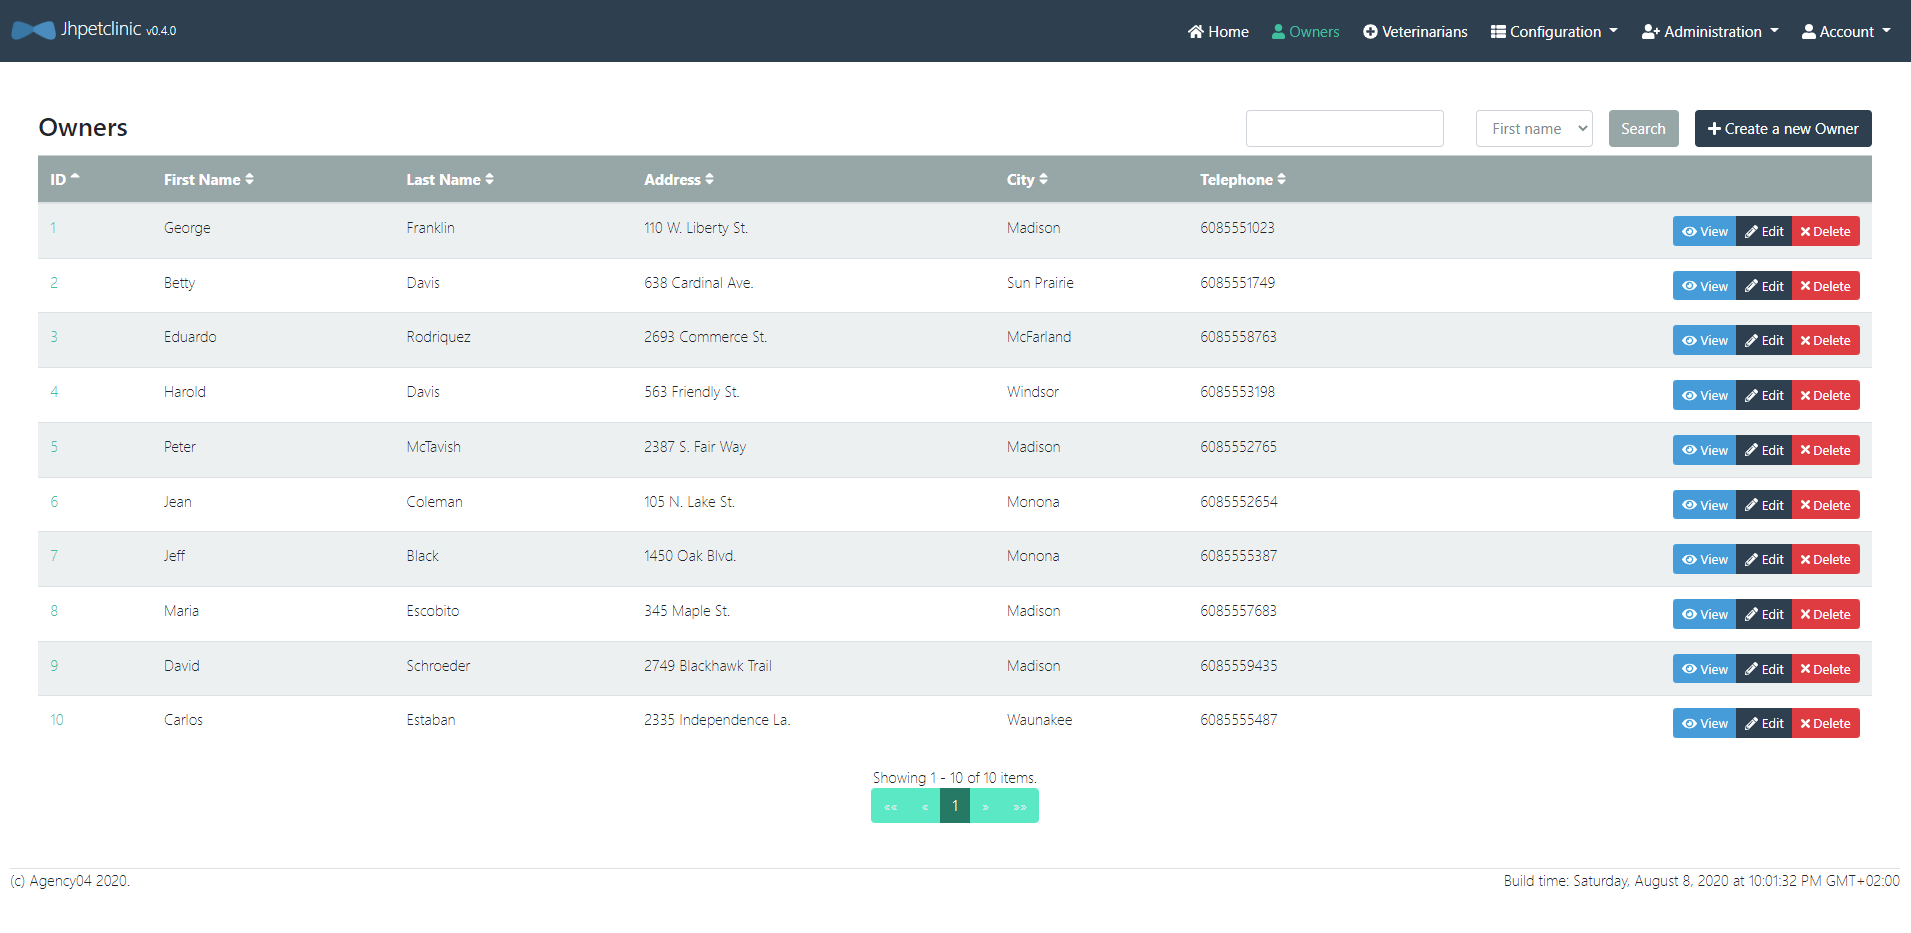 Jhpetclinic v0.4.0 Home Owners Veterinarians Configuration Administration Account
Owners First name Search Create a new Owner
ID First Name Last Name Address City Telephone
1 George Franklin 110 W. Liberty St. Madison 6085551023 View Edit Delete
2 Betty Davis 638 Cardinal Ave. Sun Prairie 6085551749 View Edit Delete
3 Eduardo Rodriquez 2693 Commerce St. McFarland 6085558763 View Edit Delete
4 Harold Davis 563 Friendly St. Windsor 6085553198 View Edit Delete
5 Peter McTavish 2387 S. Fair Way Madison 6085552765 View Edit Delete
6 Jean Coleman 105 N. Lake St. Monona 6085552654 View Edit Delete
7 Jeff Black 1450 Oak Blvd. Monona 6085555387 View Edit Delete
8 Maria Escobito 345 Maple St. Madison 6085557683 View Edit Delete
9 David Schroeder 2749 Blackhawk Trail Madison 6085559435 View Edit Delete
10 Carlos Estaban 2335 Independence La. Waunakee 6085555487 View Edit Delete
Showing 1 - 10 of 10 items.
«« « 1 » »»
(c) Agency04 2020. Build time: Saturday, August 8, 2020 at 10:01:32 PM GMT+02:00